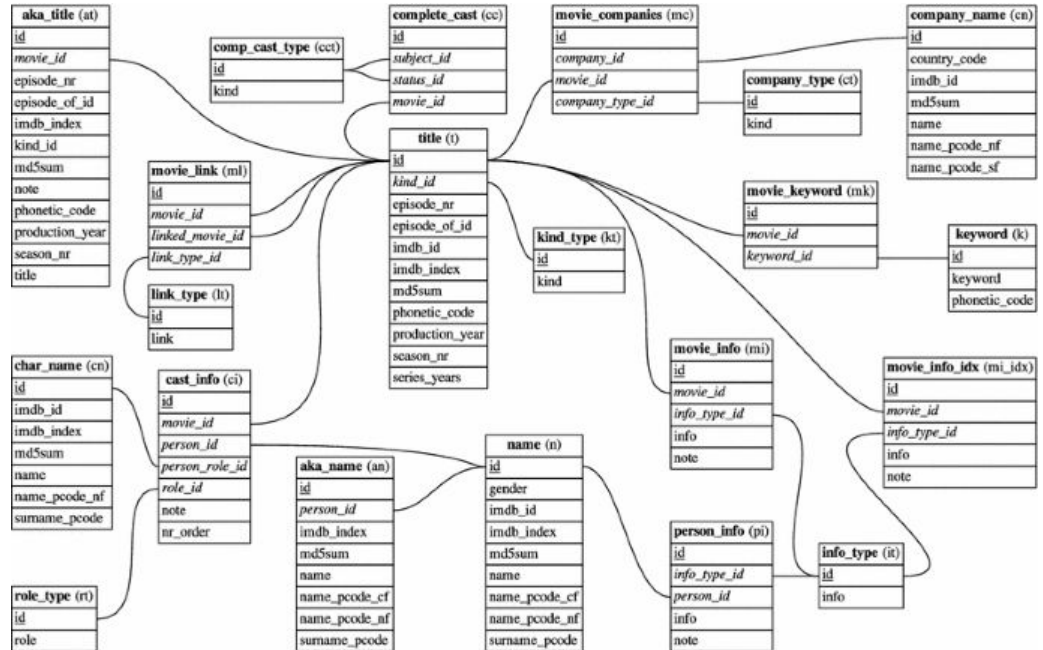 aka_title (at)
id
movie_id
episode_nr
episode_of_id
imdb_index
kind_id
md5sum
note
phonetic_code
production_year
season_nr
title
comp_cast_type (cct)
id
kind
complete_cast (cc)
id
subject_id
status_id
movie_id
movie_companies (mc)
id
company_id
movie_id
company_type_id
company_name (cn)
id
country_code
imdb_id
md5sum
name
name_pcode_nf
name_pcode_sf
company_type (ct)
id
kind
title (t)
id
kind_id
episode_nr
episode_of_id
imdb_id
imdb_index
md5sum
phonetic_code
production_year
season_nr
series_years
movie_link (ml)
id
movie_id
linked_movie_id
link_type_id
link_type (lt)
id
link
kind_type (kt)
id
kind
movie_keyword (mk)
id
movie_id
keyword_id
keyword (k)
id
keyword
phonetic_code
char_name (cn)
id
imdb_id
imdb_index
md5sum
name
name_pcode_nf
surname_pcode
cast_info (ci)
id
movie_id
person_id
person_role_id
role_id
note
nr_order
movie_info (mi)
id
movie_id
info_type_id
info
note
movie_info_idx (mi_idx)
id
movie_id
info_type_id
info
note
aka_name (an)
id
person_id
imdb_index
md5sum
name
name_pcode_cf
name_pcode_nf
surname_pcode
name (n)
id
gender
imdb_id
imdb_index
md5sum
name
name_pcode_cf
name_pcode_nf
surname_pcode
person_info (pi)
id
info_type_id
person_id
info
note
info_type (it)
id
info
role_type (rt)
id
role